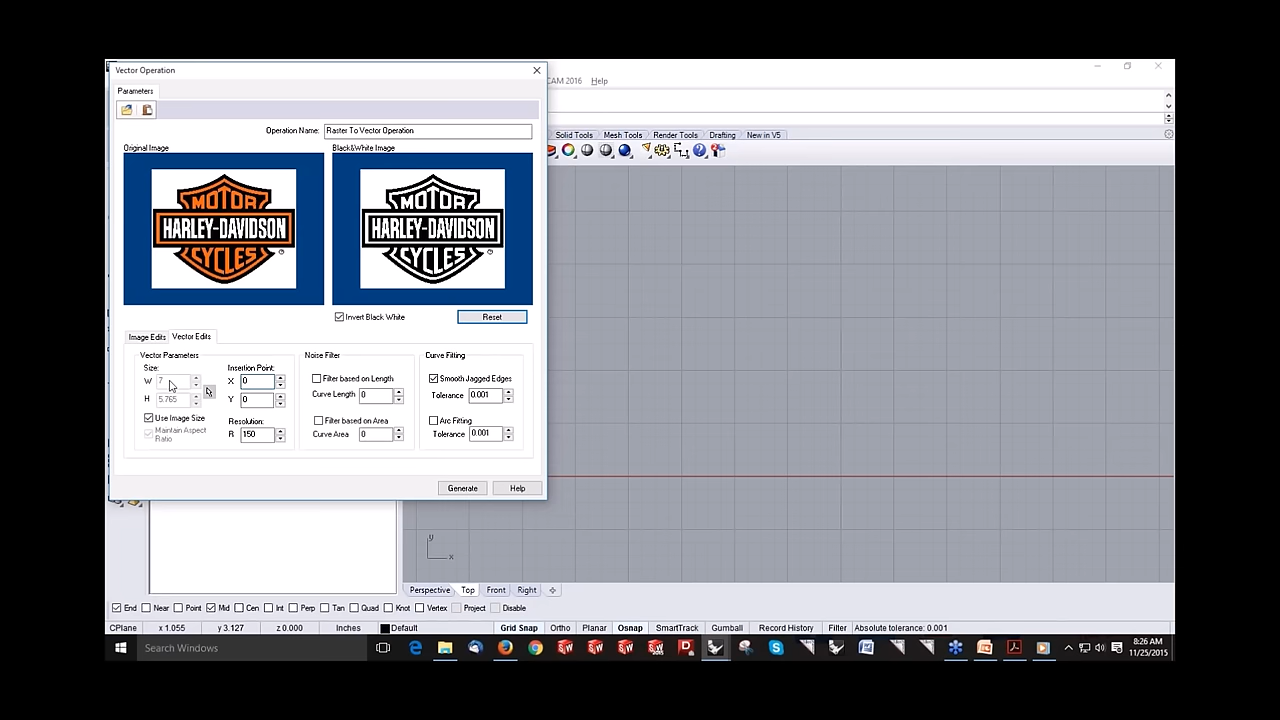 Vector Operation
CAM 2016 Help
Parameters
Operation Name: Raster To Vector Operation
Solid Tools Mesh Tools Render Tools Drafting New in V5
Original Image Black&White Image
MOTOR
HARLEY-DAVIDSON
CYCLES
MOTOR
HARLEY-DAVIDSON
CYCLES
Invert Black White Reset
Image Edits Vector Edits
Vector Parameters Noise Filter Curve Fitting
Size: Insertion Point:
W 7 X 0 Filter based on Length Smooth Jagged Edges
H 5.765 Y 0 Curve Length 0 Tolerance 0.001
Use Image Size Resolution: Filter based on Area Arc Fitting
Maintain Aspect Ratio R 150 Curve Area 0 Tolerance 0.001
Generate Help
y
x
Perspective Top Front Right
End Near Point Mid Cen Int Perp Tan Quad Knot Vertex Project Disable
CPlane x 1.055 y 3.127 z 0.000 Inches Default Grid Snap Ortho Planar Osnap SmartTrack Gumball Record History Filter Absolute tolerance: 0.001
Search Windows
8:26 AM
11/25/2015